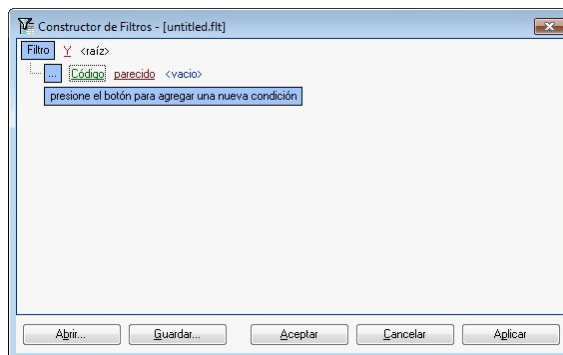 Constructor de Filtros - [untitled.flt]
Filtro Y <raíz>
... Código parecido <vacio>
presione el botón para agregar una nueva condición
Abrir... Guardar... Aceptar Cancelar Aplicar